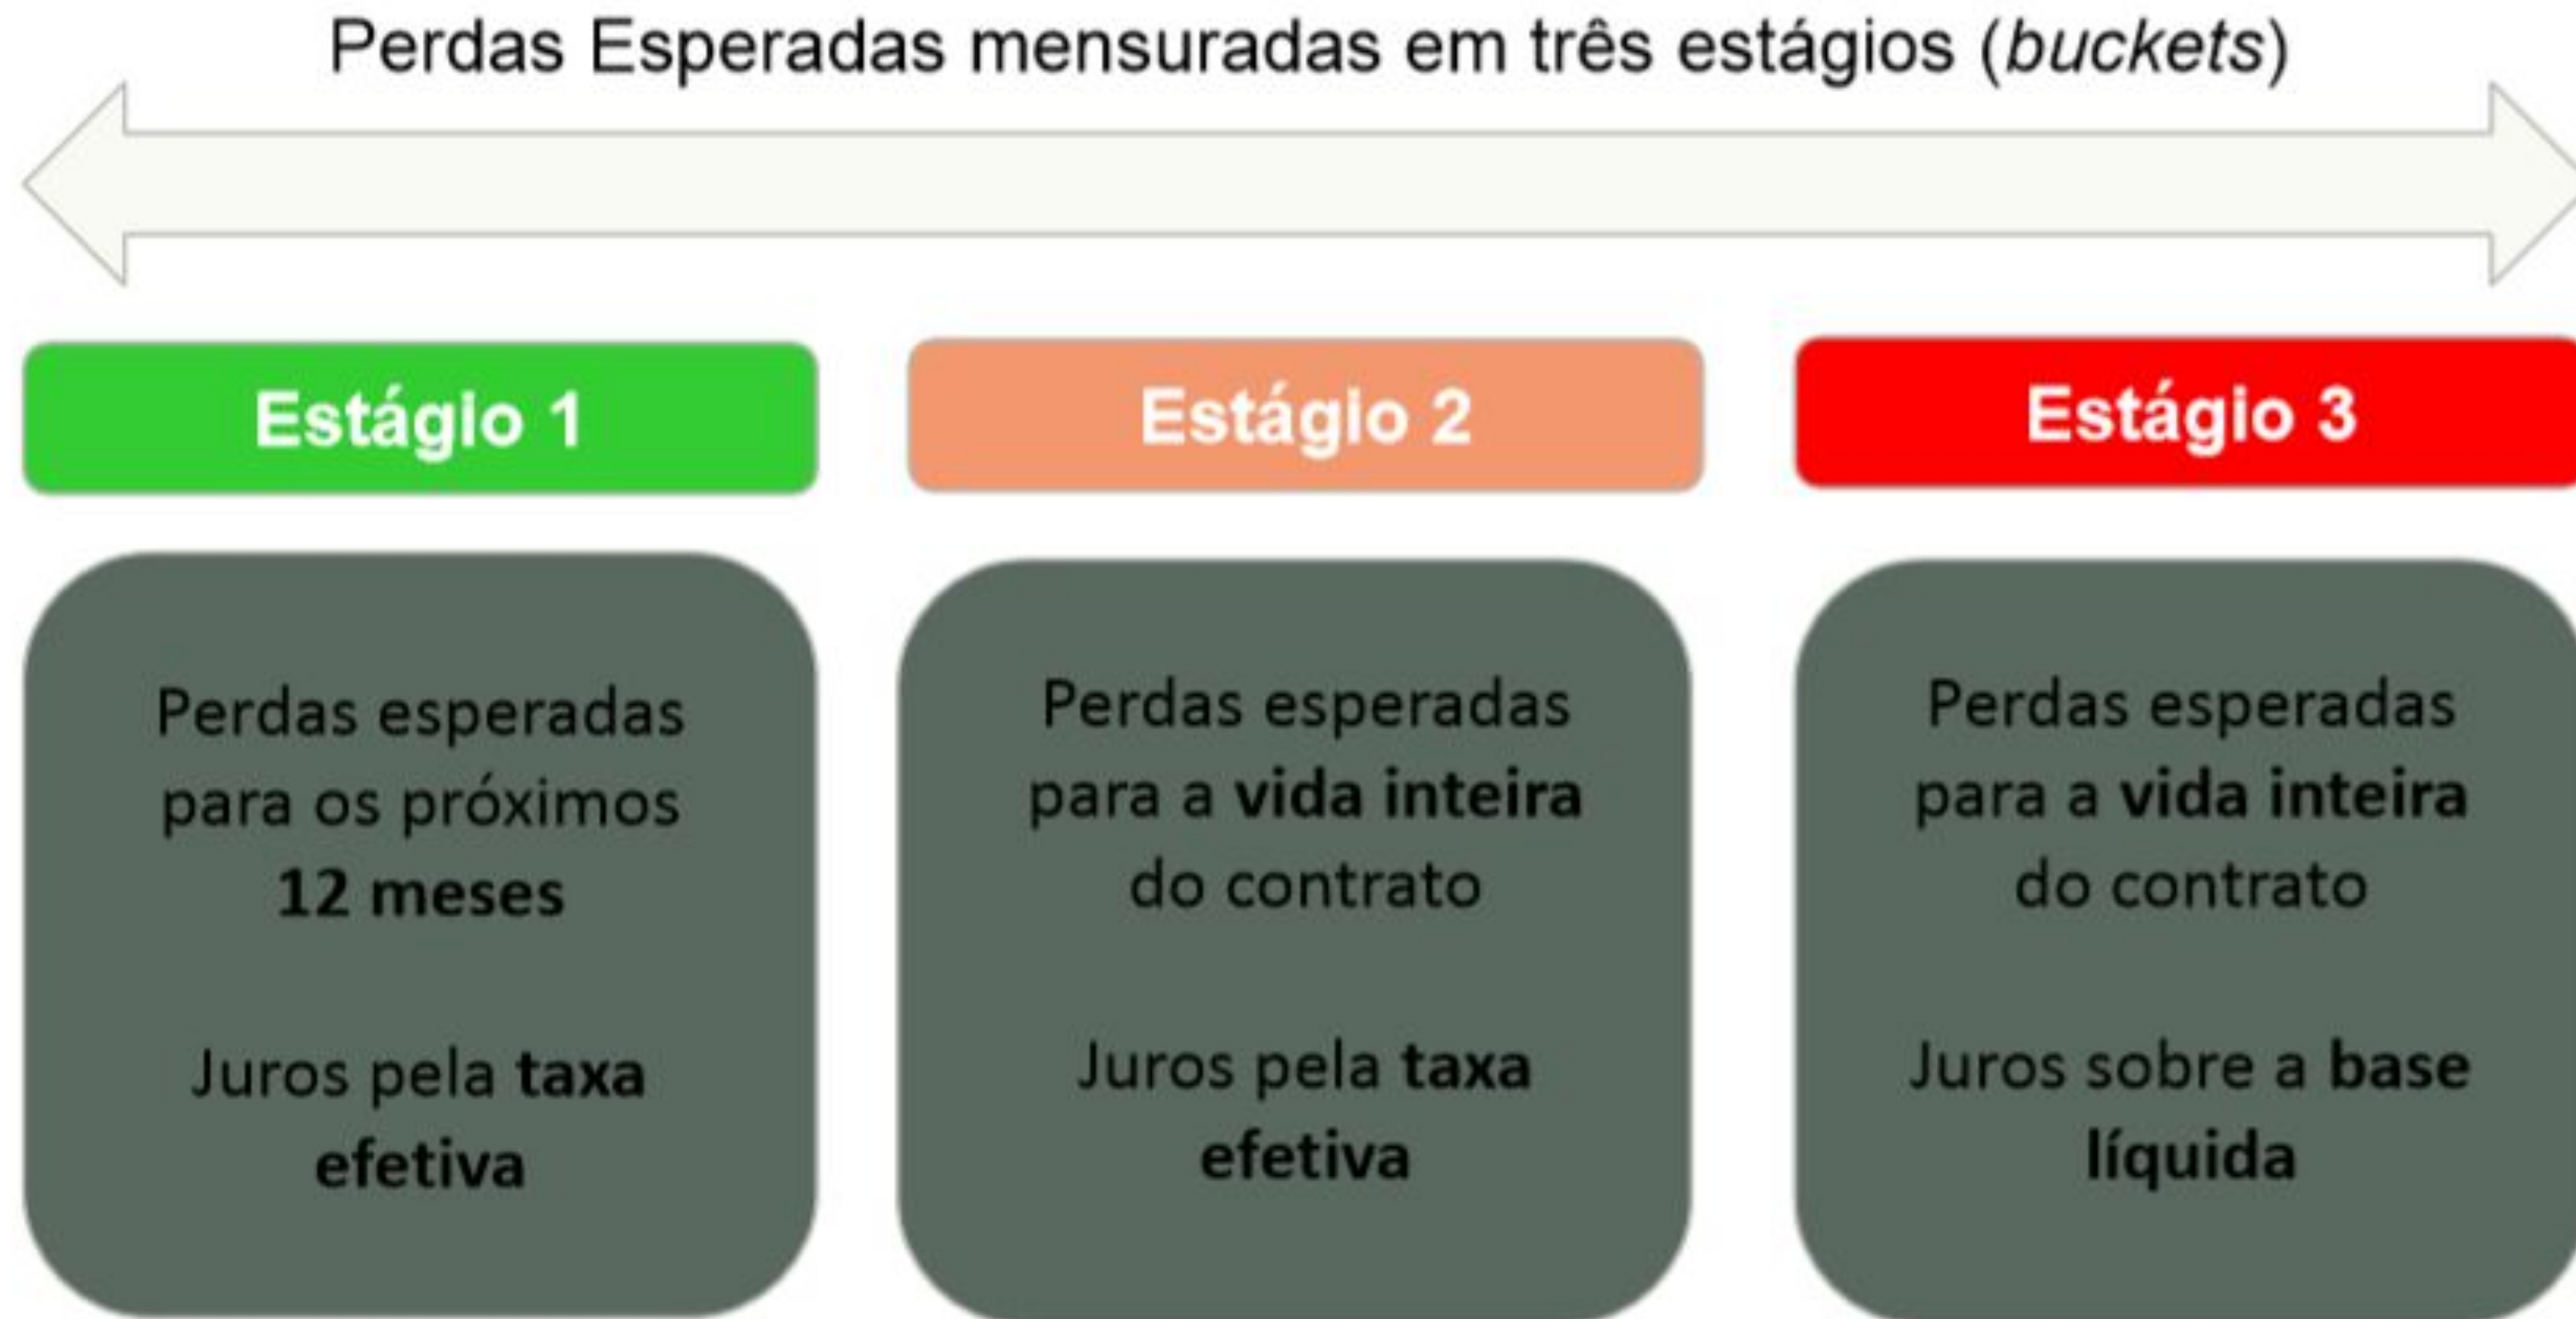 Perdas Esperadas mensuradas em três estágios (buckets)
Estágio 1
Perdas esperadas
para os próximos
12 meses
Juros pela taxa
efetiva
Estágio 2
Perdas esperadas
para a vida inteira
do contrato
Juros pela taxa
efetiva
Estágio 3
Perdas esperadas
para a vida inteira
do contrato
Juros sobre a base
líquida